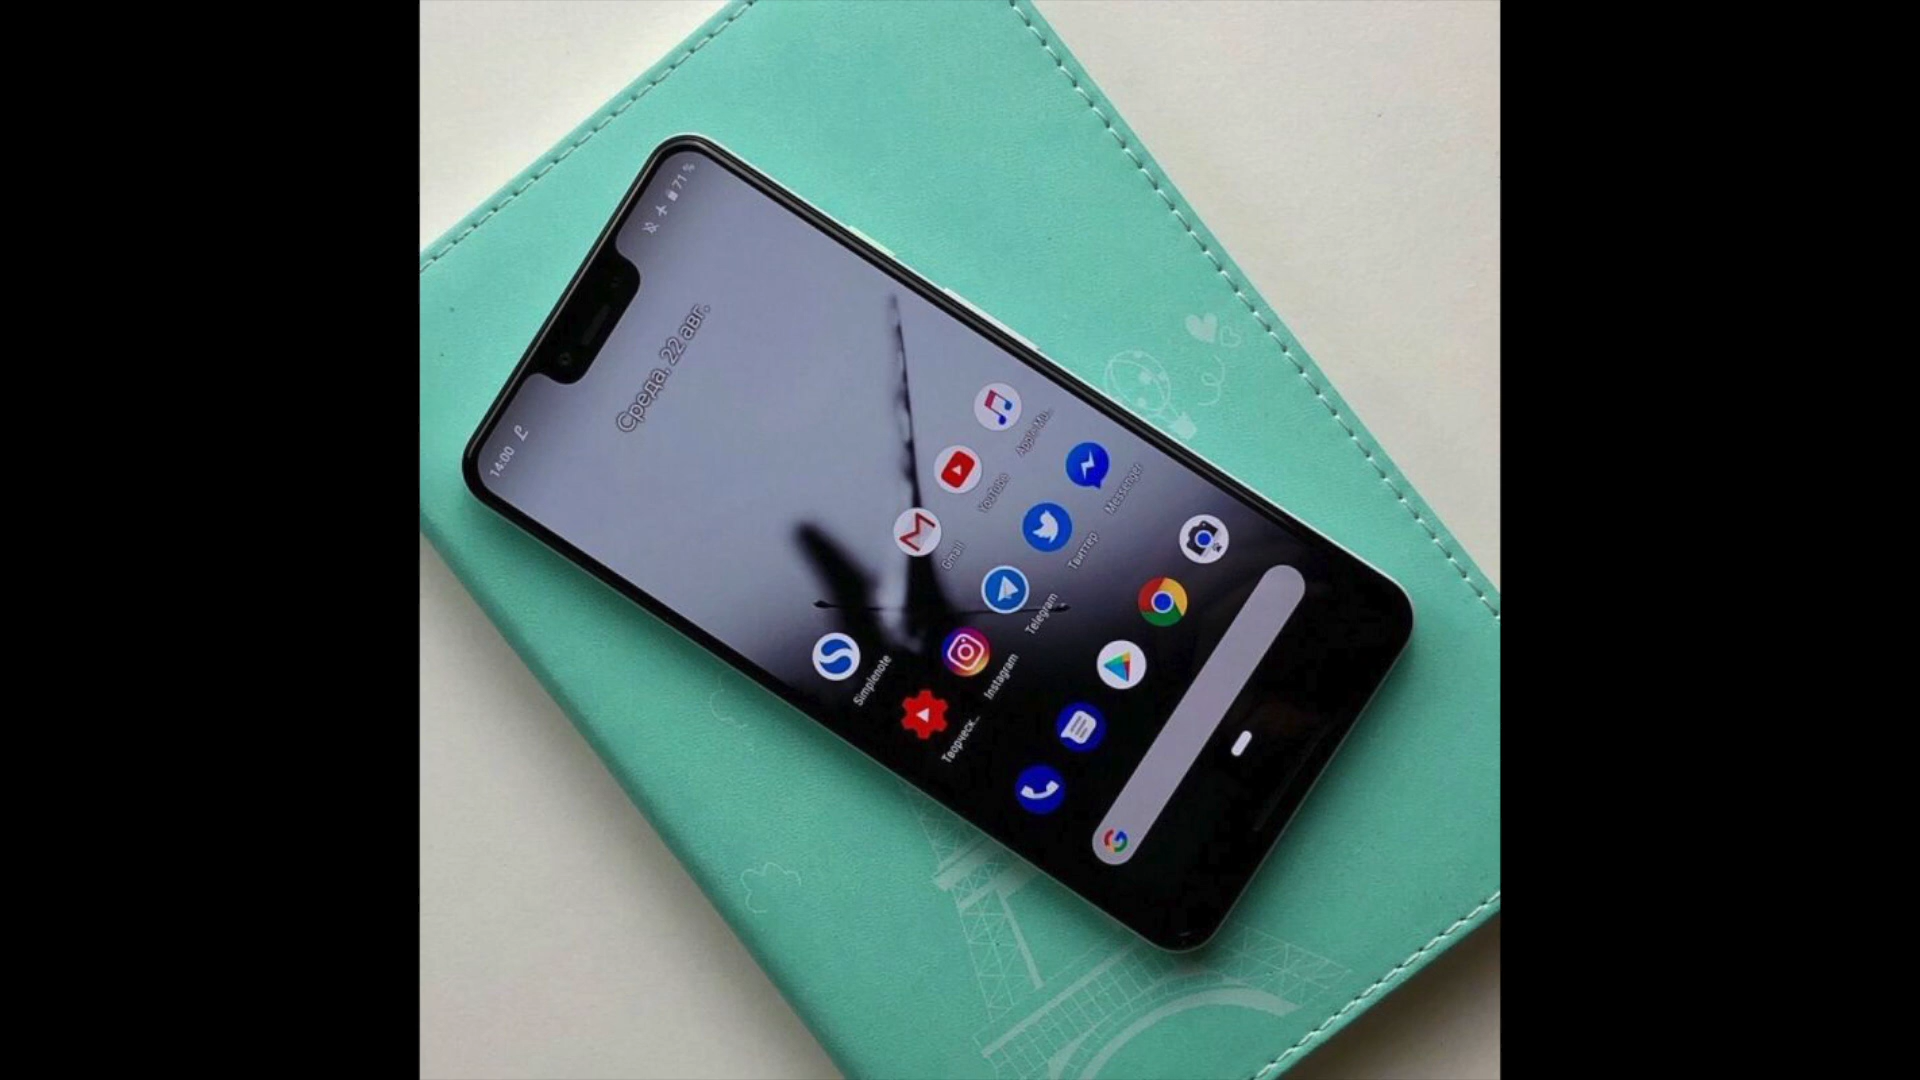 14:00
71 %
Среда, 22 авг.
Simplenote
Gmail
YouTube
Apple Mu...
Творческ...
Instagram
Telegram
Твиттер
Messenger